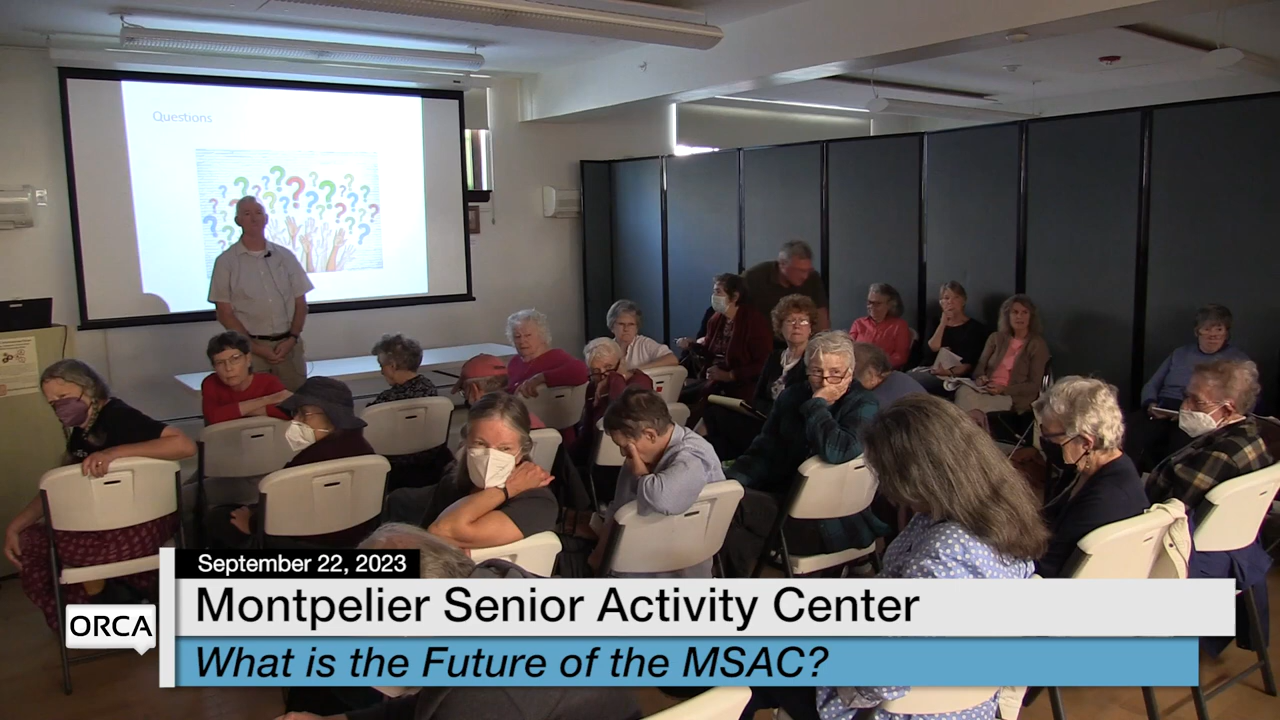 Questions
September 22, 2023
Montpelier Senior Activity Center
ORCA
What is the Future of the MSAC?